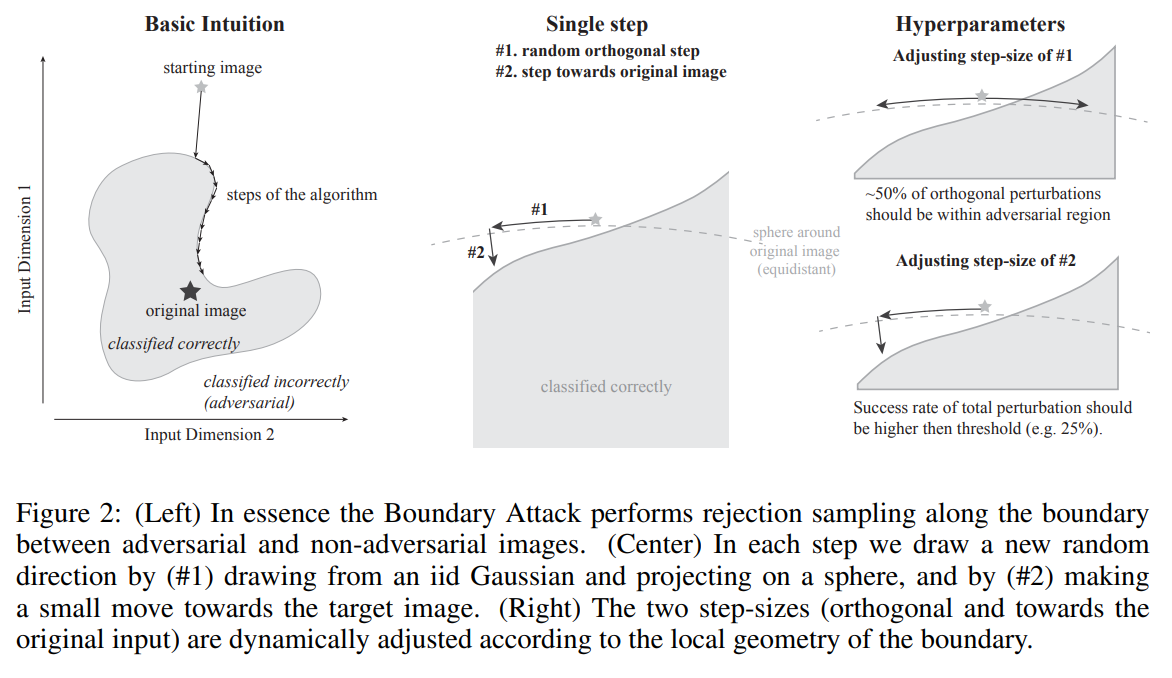 Basic Intuition
starting image
steps of the algorithm
original image
classified correctly
classified incorrectly
(adversarial)
Input Dimension 1
Input Dimension 2
Single step
#1. random orthogonal step
#2. step towards original image
#1
#2
sphere around
original image
(equidistant)
classified correctly
Hyperparameters
Adjusting step-size of #1
~50% of orthogonal perturbations
should be within adversarial region
Adjusting step-size of #2
Success rate of total perturbation should
be higher then threshold (e.g. 25%).
Figure 2: (Left) In essence the Boundary Attack performs rejection sampling along the boundary
between adversarial and non-adversarial images. (Center) In each step we draw a new random
direction by (#1) drawing from an iid Gaussian and projecting on a sphere, and by (#2) making
a small move towards the target image. (Right) The two step-sizes (orthogonal and towards the
original input) are dynamically adjusted according to the local geometry of the boundary.